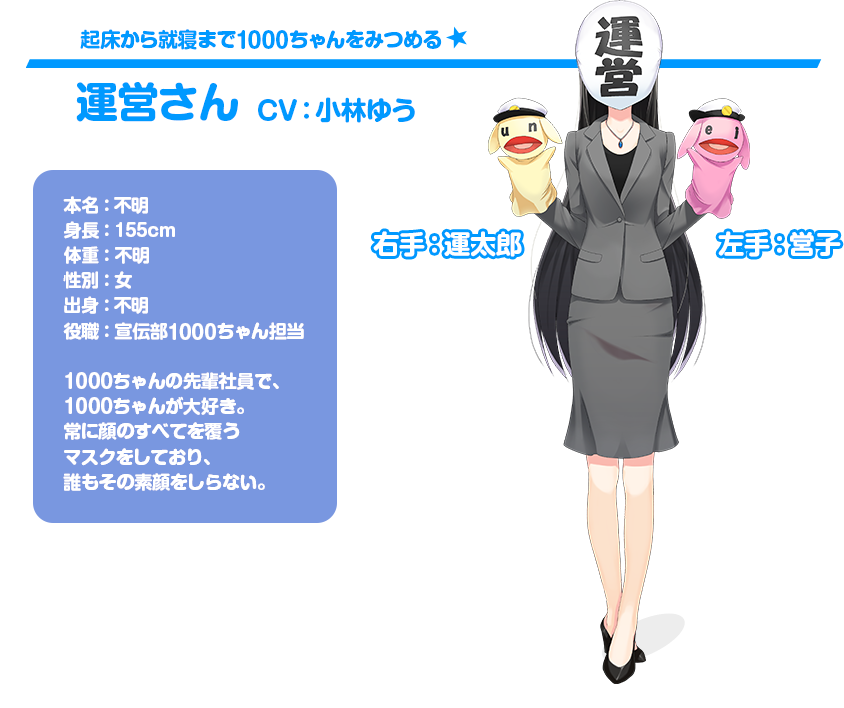 起床から就寝まで1000ちゃんをみつめる★
運営さん CV：小林ゆう
運営
un
el
右手：運太郎
左手：営子
本名：不明
身長：155cm
体重：不明
性別：女
出身：不明
役職：宣伝部1000ちゃん担当
1000ちゃんの先輩社員で、
1000ちゃんが大好き。
常に顔のすべてを覆う
マスクをしており、
誰もその素顔をしらない。